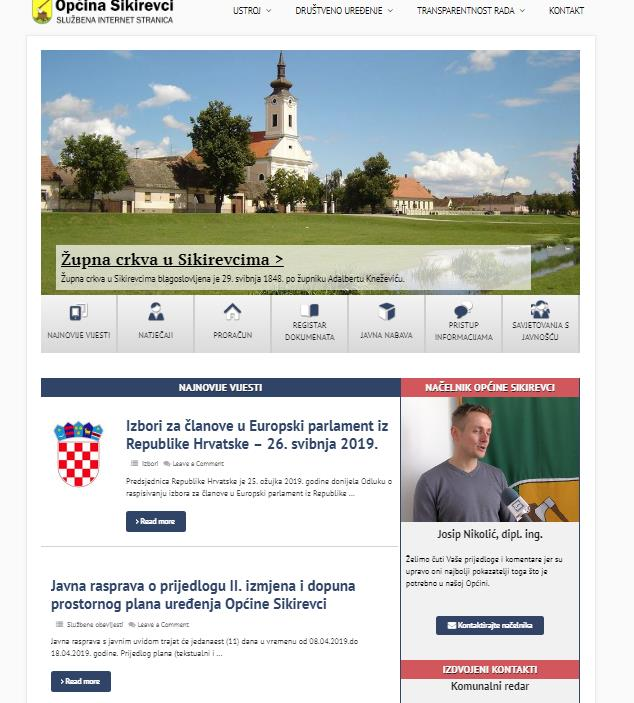 Općina Sikirevci
SLUŽBENA INTERNET STRANICA
USTROJ
DRUŠTVENO UREĐENJE
TRANSPARENTNOST RADA
KONTAKT
Župna crkva u Sikirevcima >
Župna crkva u Sikirevcima blagoslovljena je 29. svibnja 1848. po župniku Adalbertu Kneževiću.
NAJNOVIJE VIJESTI
NATJEČAJI
PRORAČUN
REGISTAR
DOKUMENATA
JAVNA NABAVA
PRISTUP
INFORMACIJAMA
SAVJETOVANJA S
JAVNOŠĆU
NAJNOVIJE VIJESTI
Izbori za članove u Europski parlament iz
Republike Hrvatske – 26. svibnja 2019.
Izbori Leave a Comment
Predsjednica Republike Hrvatske je 25. ožujka 2019. godine donijela Odluku o
raspisivanju izbora za članove u Europski parlament iz Republike ...
› Read more
Javna rasprava o prijedlogu II. izmjena i dopuna
prostornog plana uređenja Općine Sikirevci
Službene obavijesti Leave a Comment
Javna rasprava s javnim uvidom trajat će jedanaest (11) dana u vremenu od 08.04.2019.do
18.04.2019. godine. Prijedlog plana (tekstualni i ...
› Read more
NAČELNIK OPĆINE SIKIREVCI
Josip Nikolić, dipl. ing.
Želimo čuti Vaše prijedloge i komentare jer su
upravo oni najbolji pokazatelji toga što je
potrebno u našoj Općini.
Kontaktirajte načelnika
IZDVOJENI KONTAKTI
Komunalni redar